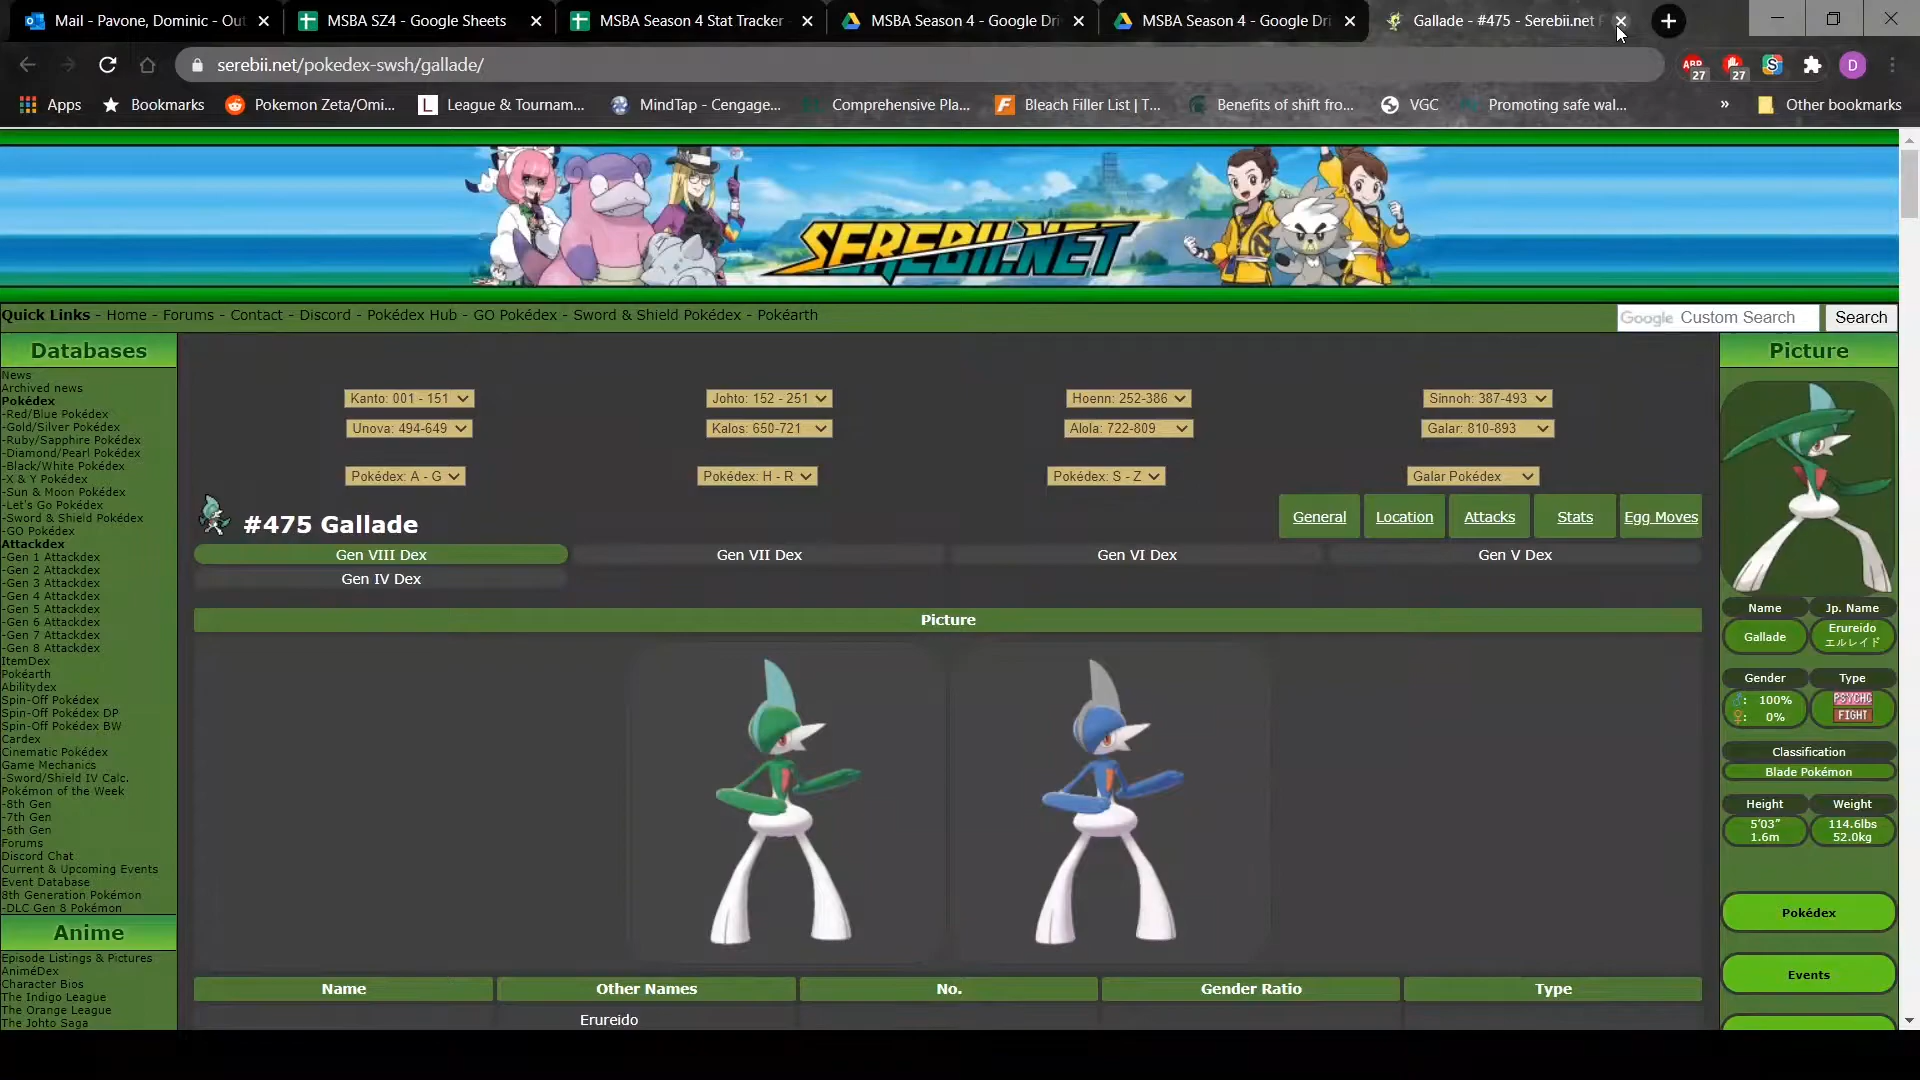 Mail - Pavone, Dominic - Out
MSBA SZ4 - Google Sheets
MSBA Season 4 Stat Tracker
MSBA Season 4 - Google Dri
MSBA Season 4 - Google Dri
Gallade - #475 - Serebii.net
serebii.net/pokedex-swsh/gallade/
ABP 27 27 S D
Apps Bookmarks Pokemon Zeta/Omi... L League & Tournam... MindTap - Cengage... Comprehensive Pla... F Bleach Filler List | T... Benefits of shift fro... VGC Promoting safe wal... » Other bookmarks
SEREBII.NET
Quick Links - Home - Forums - Contact - Discord - Pokédex Hub - GO Pokédex - Sword & Shield Pokédex - Pokéarth
Google Custom Search Search
Databases
News
Archived news
Pokédex
-Red/Blue Pokédex
-Gold/Silver Pokédex
-Ruby/Sapphire Pokédex
-Diamond/Pearl Pokédex
-Black/White Pokédex
-X & Y Pokédex
-Sun & Moon Pokédex
-Let's Go Pokédex
-Sword & Shield Pokédex
-GO Pokédex
Attackdex
-Gen 1 Attackdex
-Gen 2 Attackdex
-Gen 3 Attackdex
-Gen 4 Attackdex
-Gen 5 Attackdex
-Gen 6 Attackdex
-Gen 7 Attackdex
-Gen 8 Attackdex
ItemDex
Pokéarth
Abilitydex
Spin-Off Pokédex
Spin-Off Pokédex DP
Spin-Off Pokédex BW
Cardex
Cinematic Pokédex
Game Mechanics
-Sword/Shield IV Calc.
Pokémon of the Week
-8th Gen
-7th Gen
-6th Gen
Forums
Discord Chat
Current & Upcoming Events
Event Database
8th Generation Pokémon
-DLC Gen 8 Pokémon
Anime
Episode Listings & Pictures
AniméDex
Character Bios
The Indigo League
The Orange League
The Johto Saga
Kanto: 001 - 151 Johto: 152 - 251 Hoenn: 252-386 Sinnoh: 387-493
Unova: 494-649 Kalos: 650-721 Alola: 722-809 Galar: 810-893
Pokédex: A - G Pokédex: H - R Pokédex: S - Z Galar Pokédex
#475 Gallade
General Location Attacks Stats Egg Moves
Gen VIII Dex Gen VII Dex Gen VI Dex Gen V Dex
Gen IV Dex
Picture
Name Other Names No. Gender Ratio Type
Erureido
Picture
Name Jp. Name
Gallade Erureido
エルレイド
Gender Type
♂: 100% PSYCHC
♀: 0% FIGHT
Classification
Blade Pokémon
Height Weight
5'03" 114.6lbs
1.6m 52.0kg
Pokédex
Events